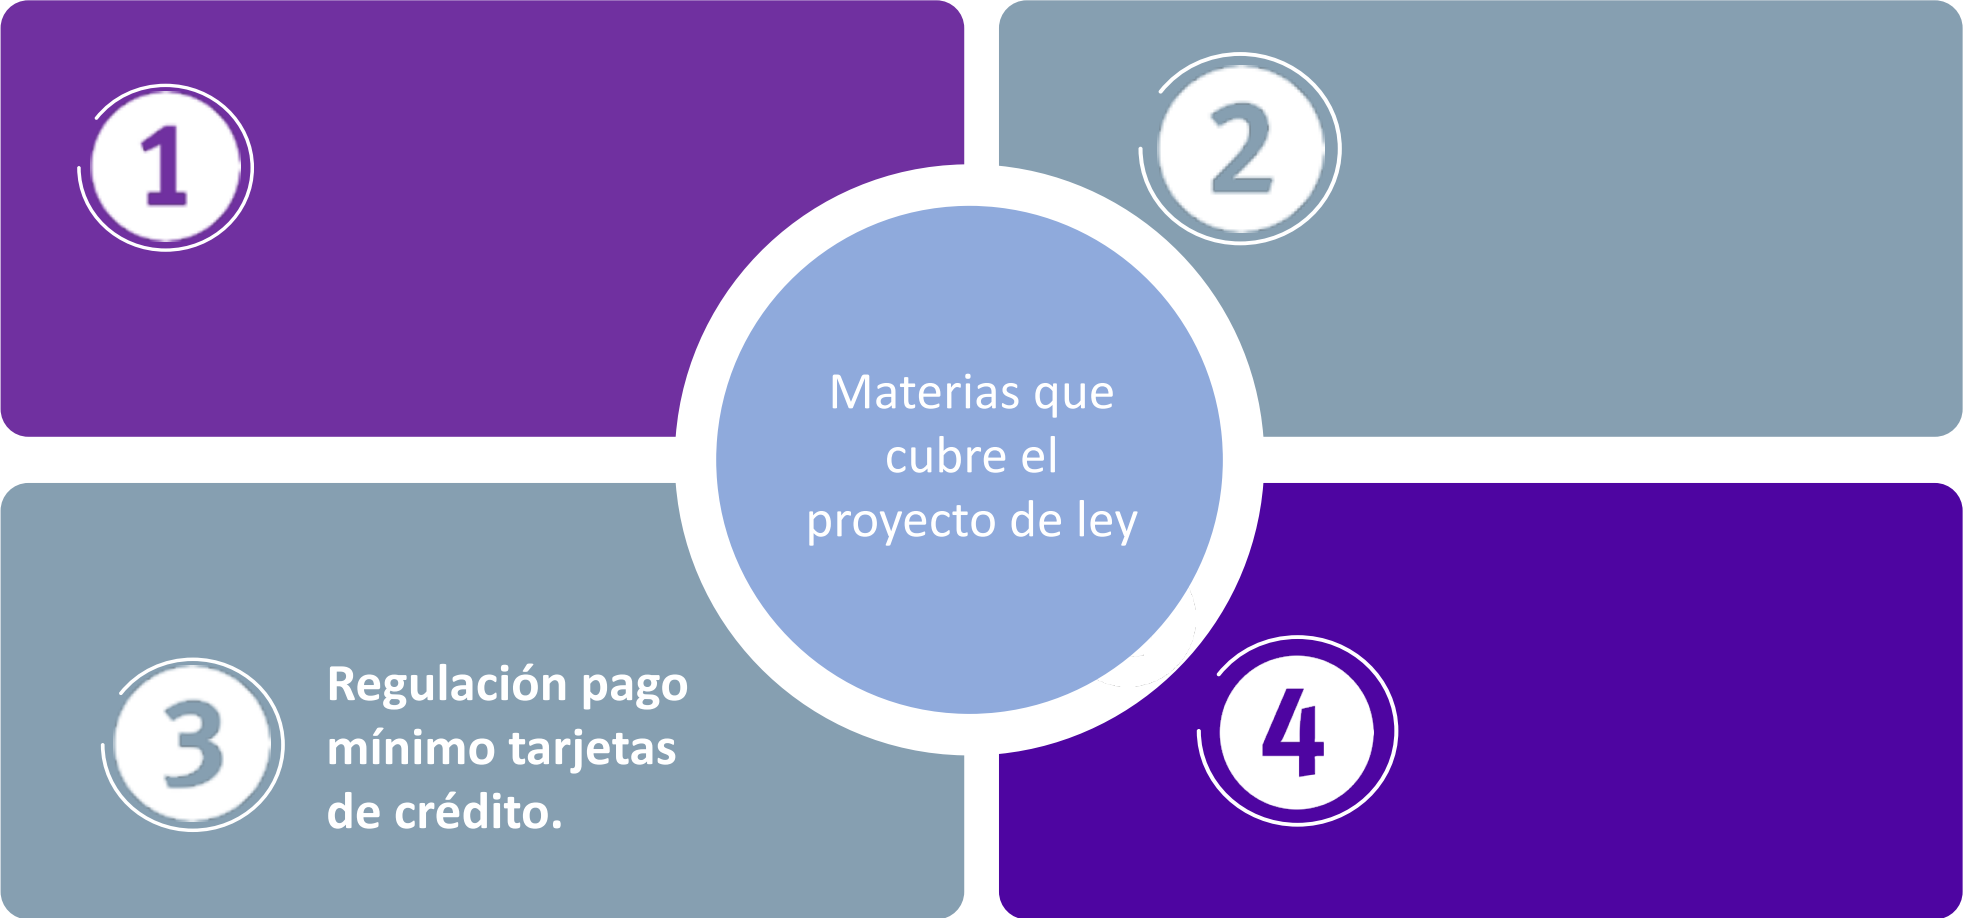 1
2
Materias que
cubre el
proyecto de ley
3
Regulación pago
mínimo tarjetas
de crédito.
4